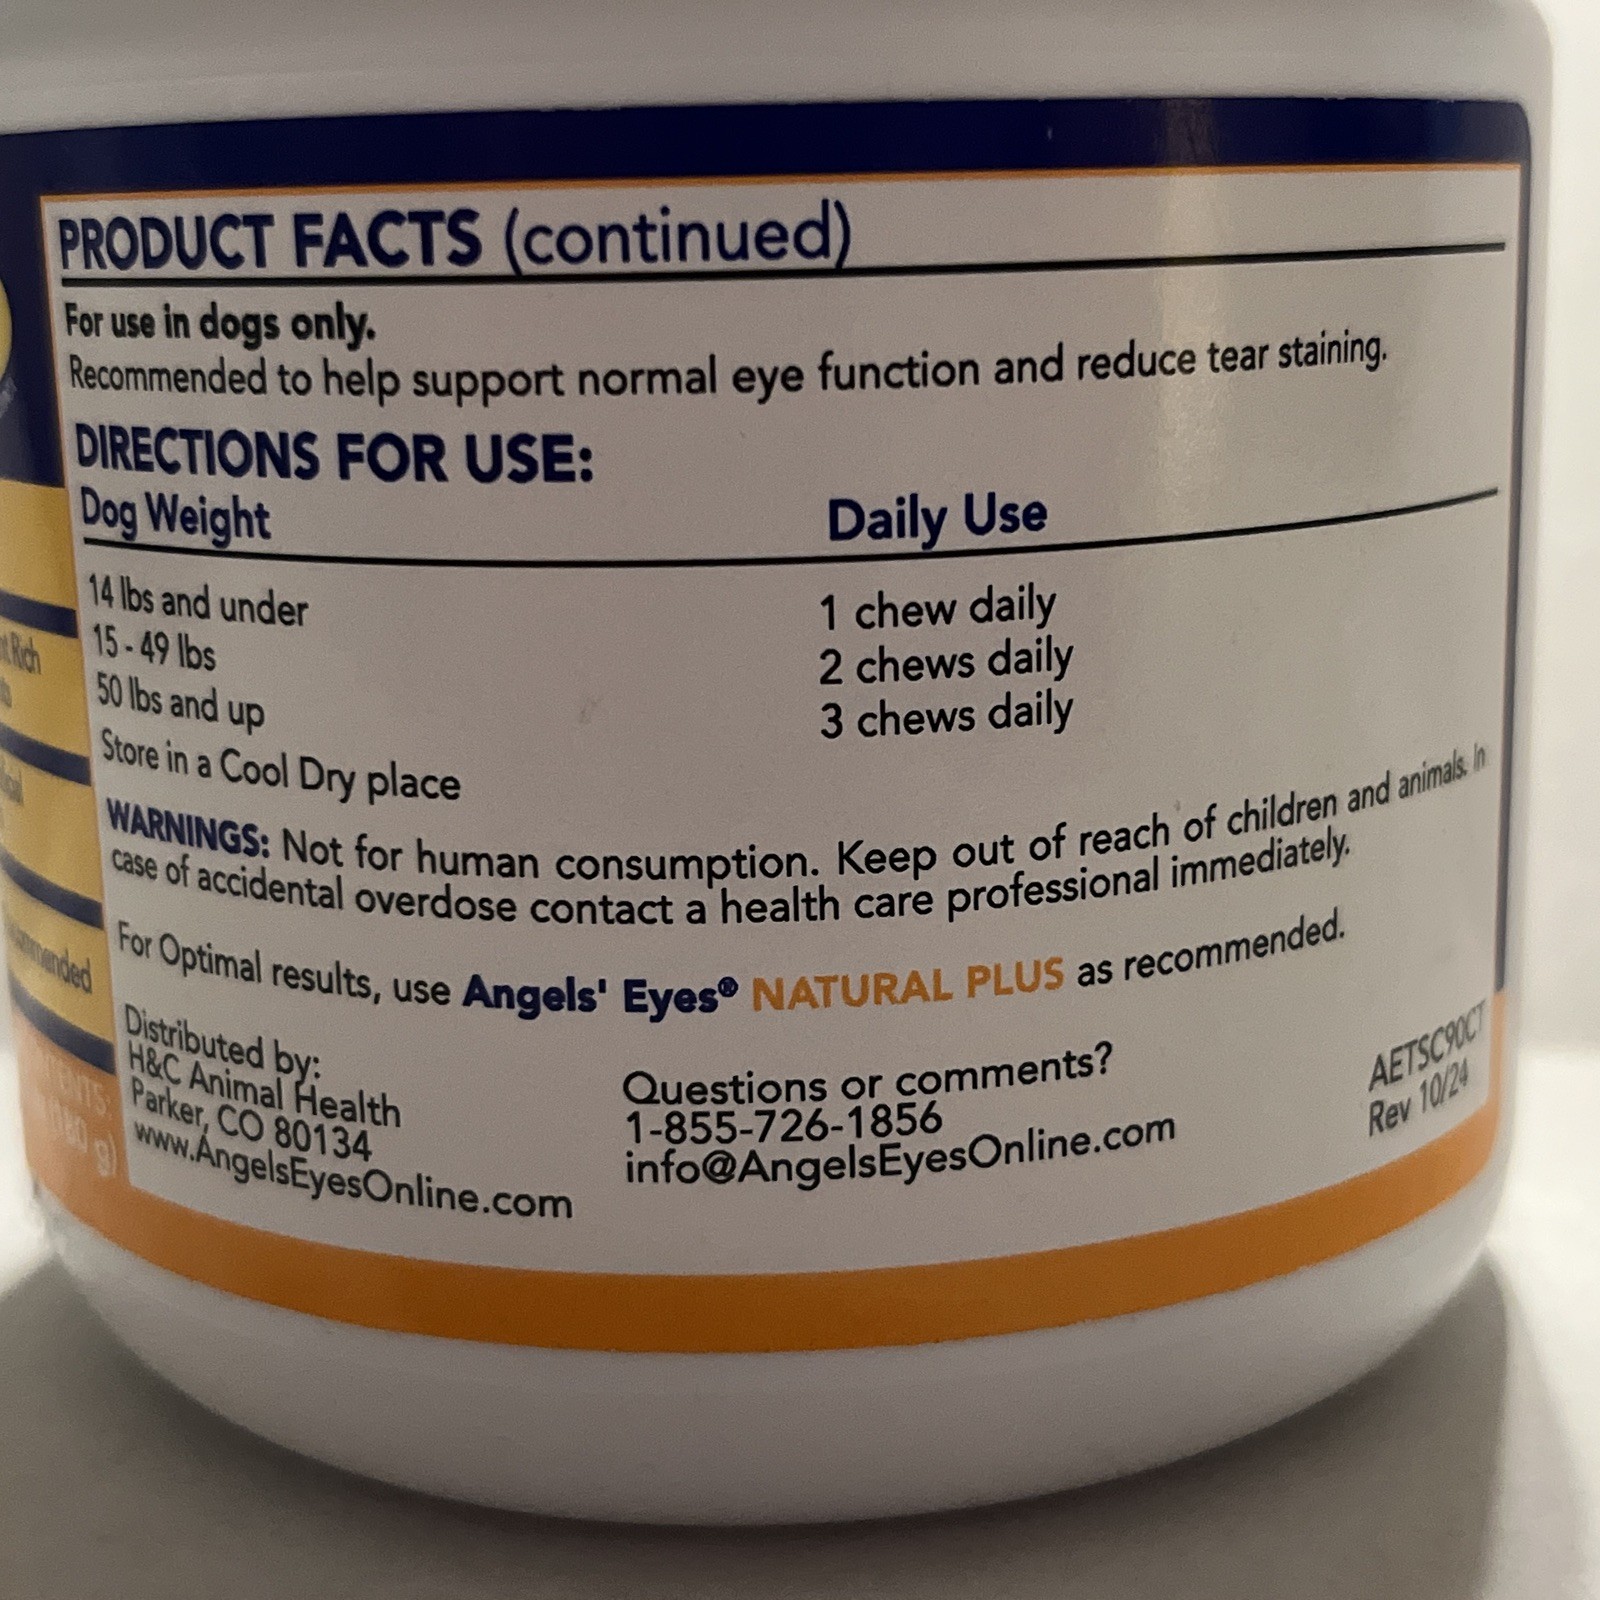 PRODUCT FACTS (continued)
For use in dogs only.
Recommended to help support normal eye function and reduce tear staining.
DIRECTIONS FOR USE:
Dog Weight Daily Use
14 lbs and under 1 chew daily
15 - 49 lbs 2 chews daily
50 lbs and up 3 chews daily
Store in a Cool Dry place
WARNINGS: Not for human consumption. Keep out of reach of children and animals. In
case of accidental overdose contact a health care professional immediately.
For Optimal results, use Angels' Eyes® NATURAL PLUS as recommended.
Distributed by:
H&C Animal Health
Parker, CO 80134
www.AngelsEyesOnline.com
Questions or comments?
1-855-726-1856
info@AngelsEyesOnline.com
AETSC90CT
Rev 10/24
Rich